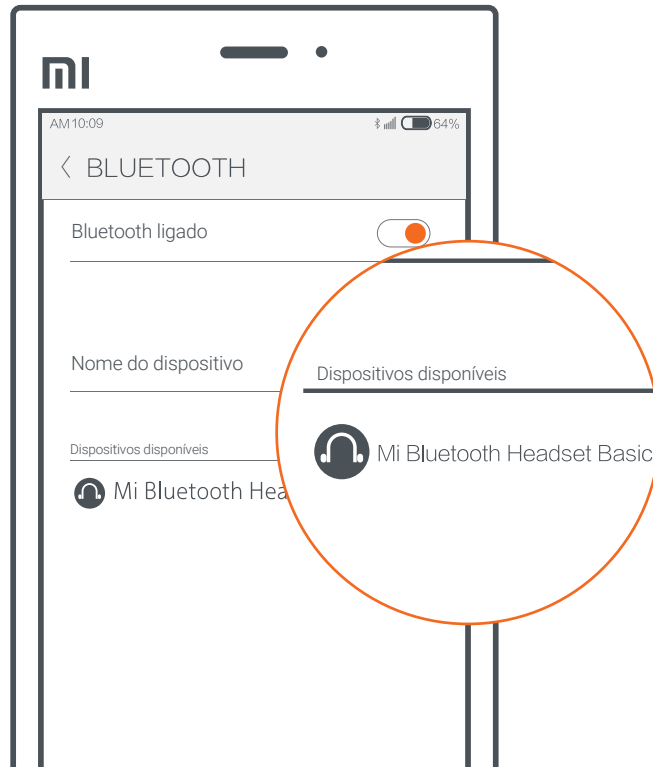 mi
AM10:09 64%
< BLUETOOTH
Bluetooth ligado
Nome do dispositivo
Dispositivos disponíveis
Mi Bluetooth Hea
Dispositivos disponíveis
Mi Bluetooth Headset Basic